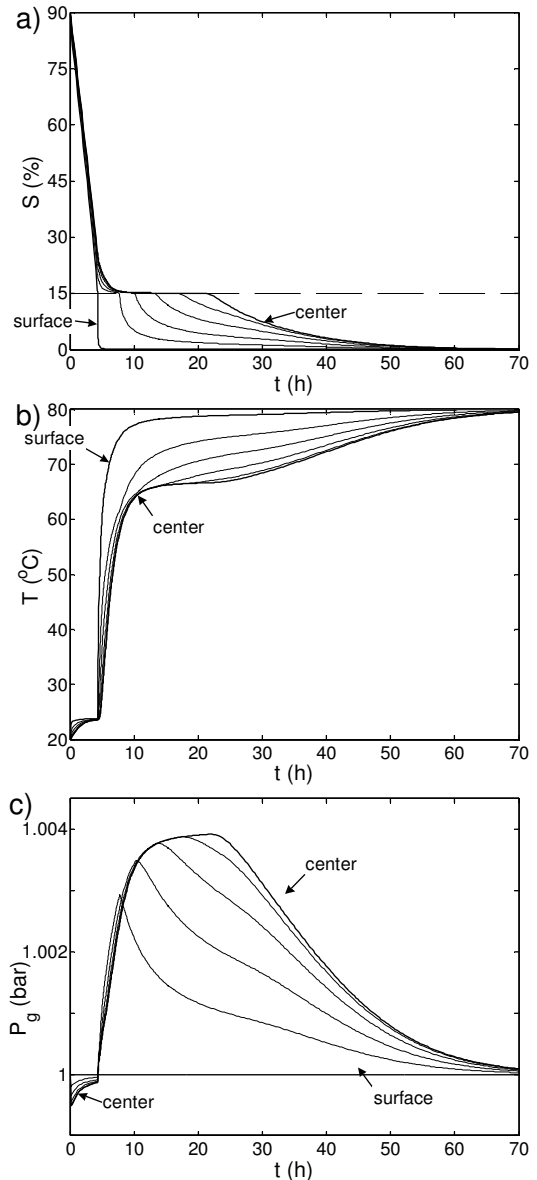 a)
90
75
60
45
30
15
0
S (%)
surface
center
0 10 20 30 40 50 60 70
t (h)
b)
80
70
60
50
40
30
20
T (ºC)
surface
center
0 10 20 30 40 50 60 70
t (h)
c)
1.004
1.002
1
Pg (bar)
center
center
surface
0 10 20 30 40 50 60 70
t (h)